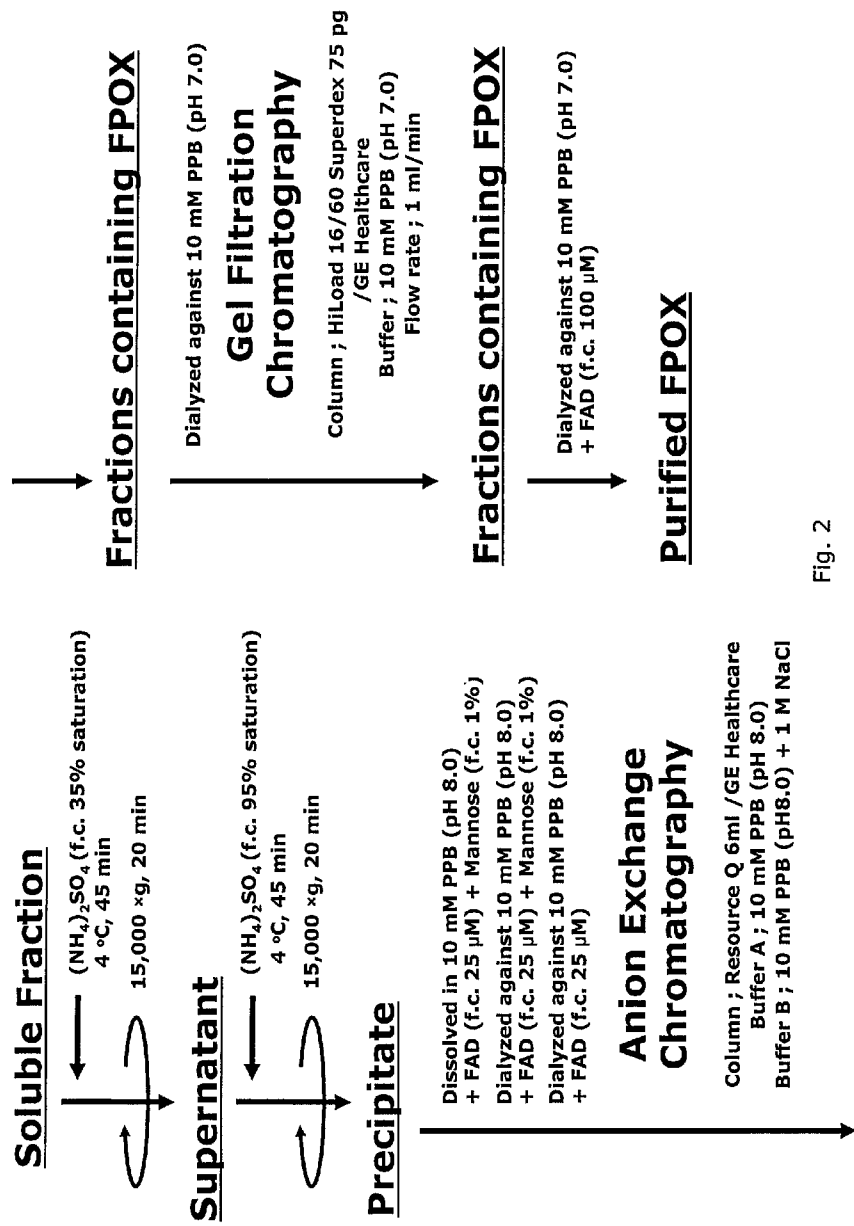 Soluble Fraction
(NH₄)₂SO₄ (f.c. 35% saturation)
4 °C, 45 min
15,000 ×g, 20 min
Supernatant
(NH₄)₂SO₄ (f.c. 95% saturation)
4 °C, 45 min
15,000 ×g, 20 min
Precipitate
Dissolved in 10 mM PPB (pH 8.0)
+ FAD (f.c. 25 µM) + Mannose (f.c. 1%)
Dialyzed against 10 mM PPB (pH 8.0)
+ FAD (f.c. 25 µM) + Mannose (f.c. 1%)
Dialyzed against 10 mM PPB (pH 8.0)
+ FAD (f.c. 25 µM)
Anion Exchange
Chromatography
Column ; Resource Q 6ml /GE Healthcare
Buffer A ; 10 mM PPB (pH 8.0)
Buffer B ; 10 mM PPB (pH8.0) + 1 M NaCl
Fractions containing FPOX
Dialyzed against 10 mM PPB (pH 7.0)
Gel Filtration
Chromatography
Column ; HiLoad 16/60 Superdex 75 pg
/GE Healthcare
Buffer ; 10 mM PPB (pH 7.0)
Flow rate ; 1 ml/min
Fractions containing FPOX
Dialyzed against 10 mM PPB (pH 7.0)
+ FAD (f.c. 100 µM)
Purified FPOX
Fig. 2